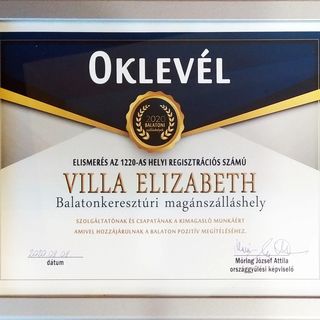 OKLEVÉL
2020
BALATONI
ELISMERÉS AZ 1220-AS HELYI REGISZTRÁCIÓS SZÁMÚ
VILLA ELIZABETH
Balatonkeresztúri magánszálláshely
SZOLGÁLTATÓNAK ÉS CSAPATÁNAK A KIMAGASLÓ MUNKÁÉRT
AMIVEL HOZZÁJÁRULNAK A BALATON POZITÍV MEGÍTÉLÉSÉHEZ.
dátum
Móring József Attila
országgyűlési képviselő